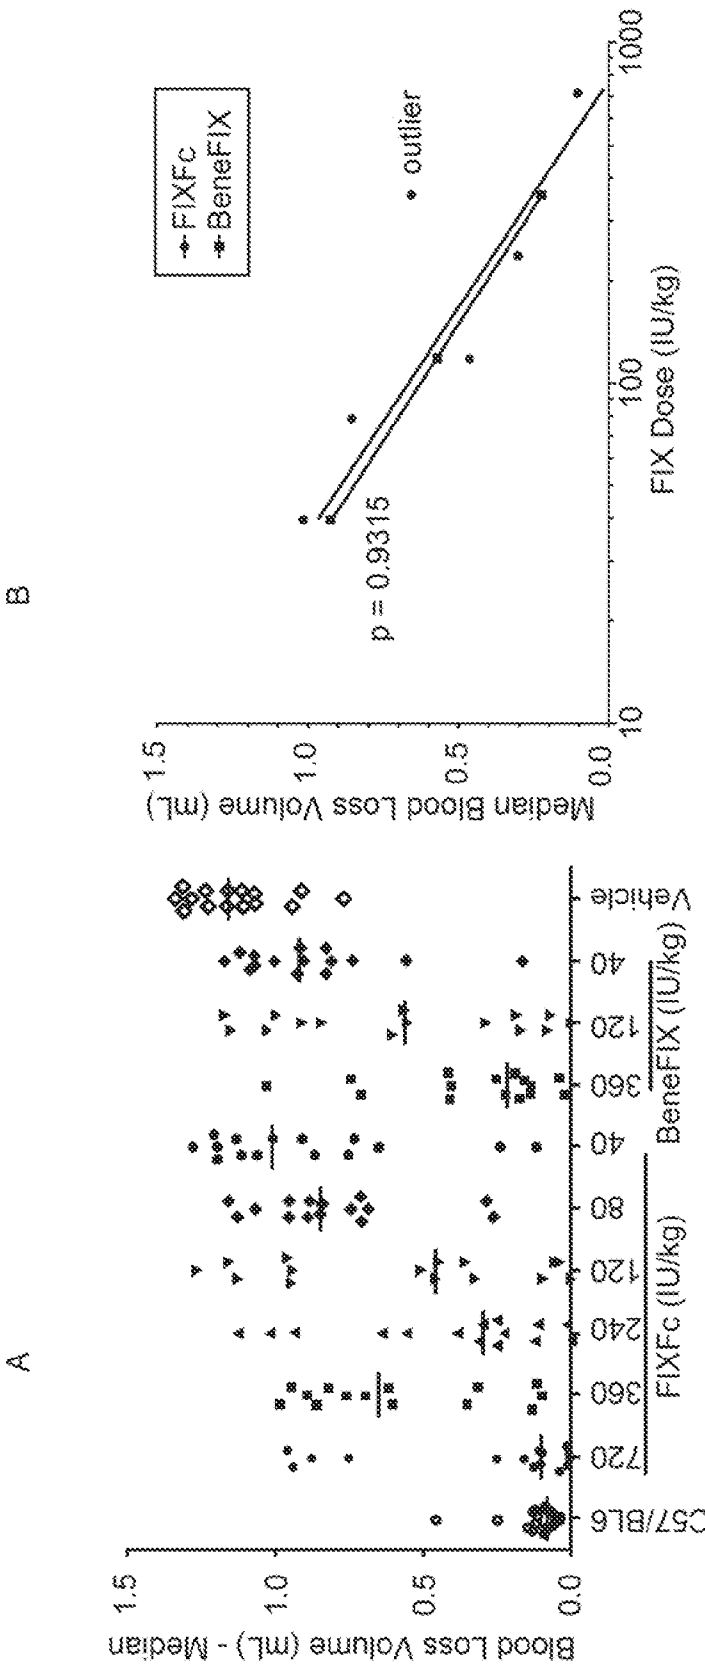 A
Blood Loss Volume (mL) - Median
1.5
1.0
0.5
0.0
C57/BL6
720
360
240
120
80
40
360
120
40
Vehicle
FIXFc (IU/kg)
BeneFIX (IU/kg)
B
Median Blood Loss Volume (mL)
1.5
1.0
0.5
0.0
FIXFc
BeneFIX
outlier
p = 0.9315
10
100
1000
FIX Dose (IU/kg)